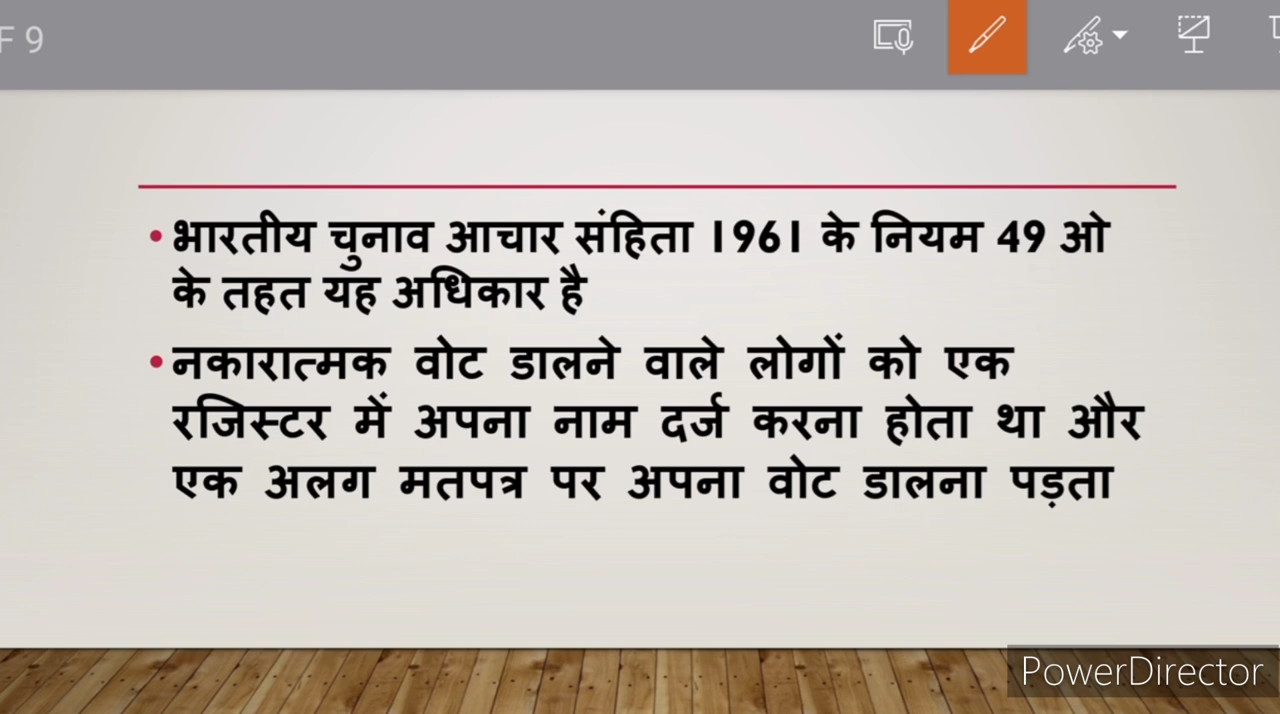 F 9
• भारतीय चुनाव आचार संहिता 1961 के नियम 49 ओ
के तहत यह अधिकार है
• नकारात्मक वोट डालने वाले लोगों को एक
रजिस्टर में अपना नाम दर्ज करना होता था और
एक अलग मतपत्र पर अपना वोट डालना पड़ता
PowerDirector